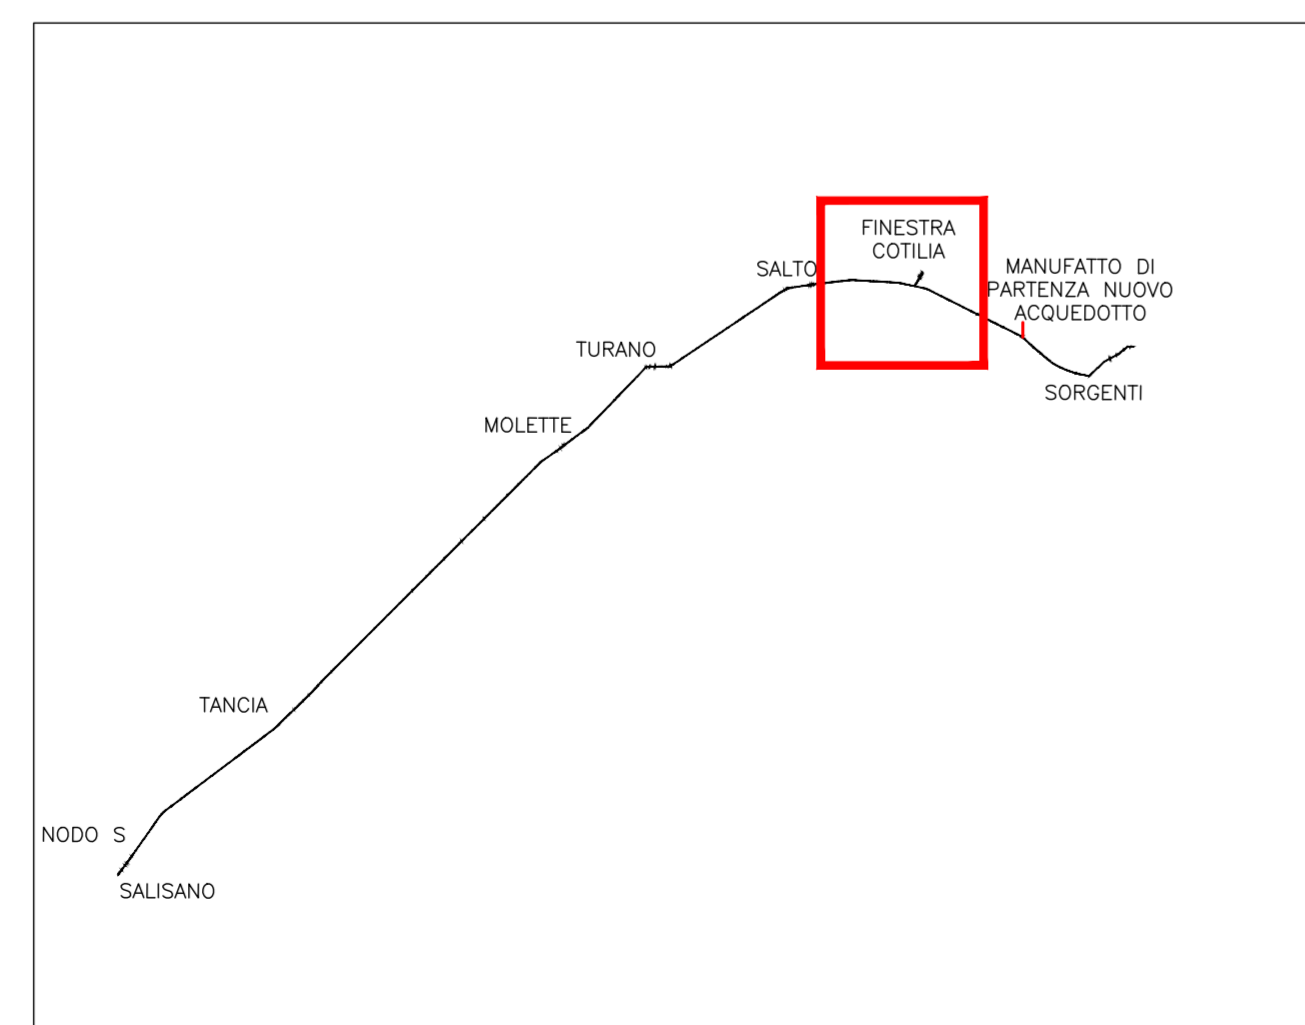 FINESTRA
COTILIA
SALTO
MANUFATTO DI
PARTENZA NUOVO
ACQUEDOTTO
TURANO
SORGENTI
MOLETTE
TANCIA
NODO S
SALISANO